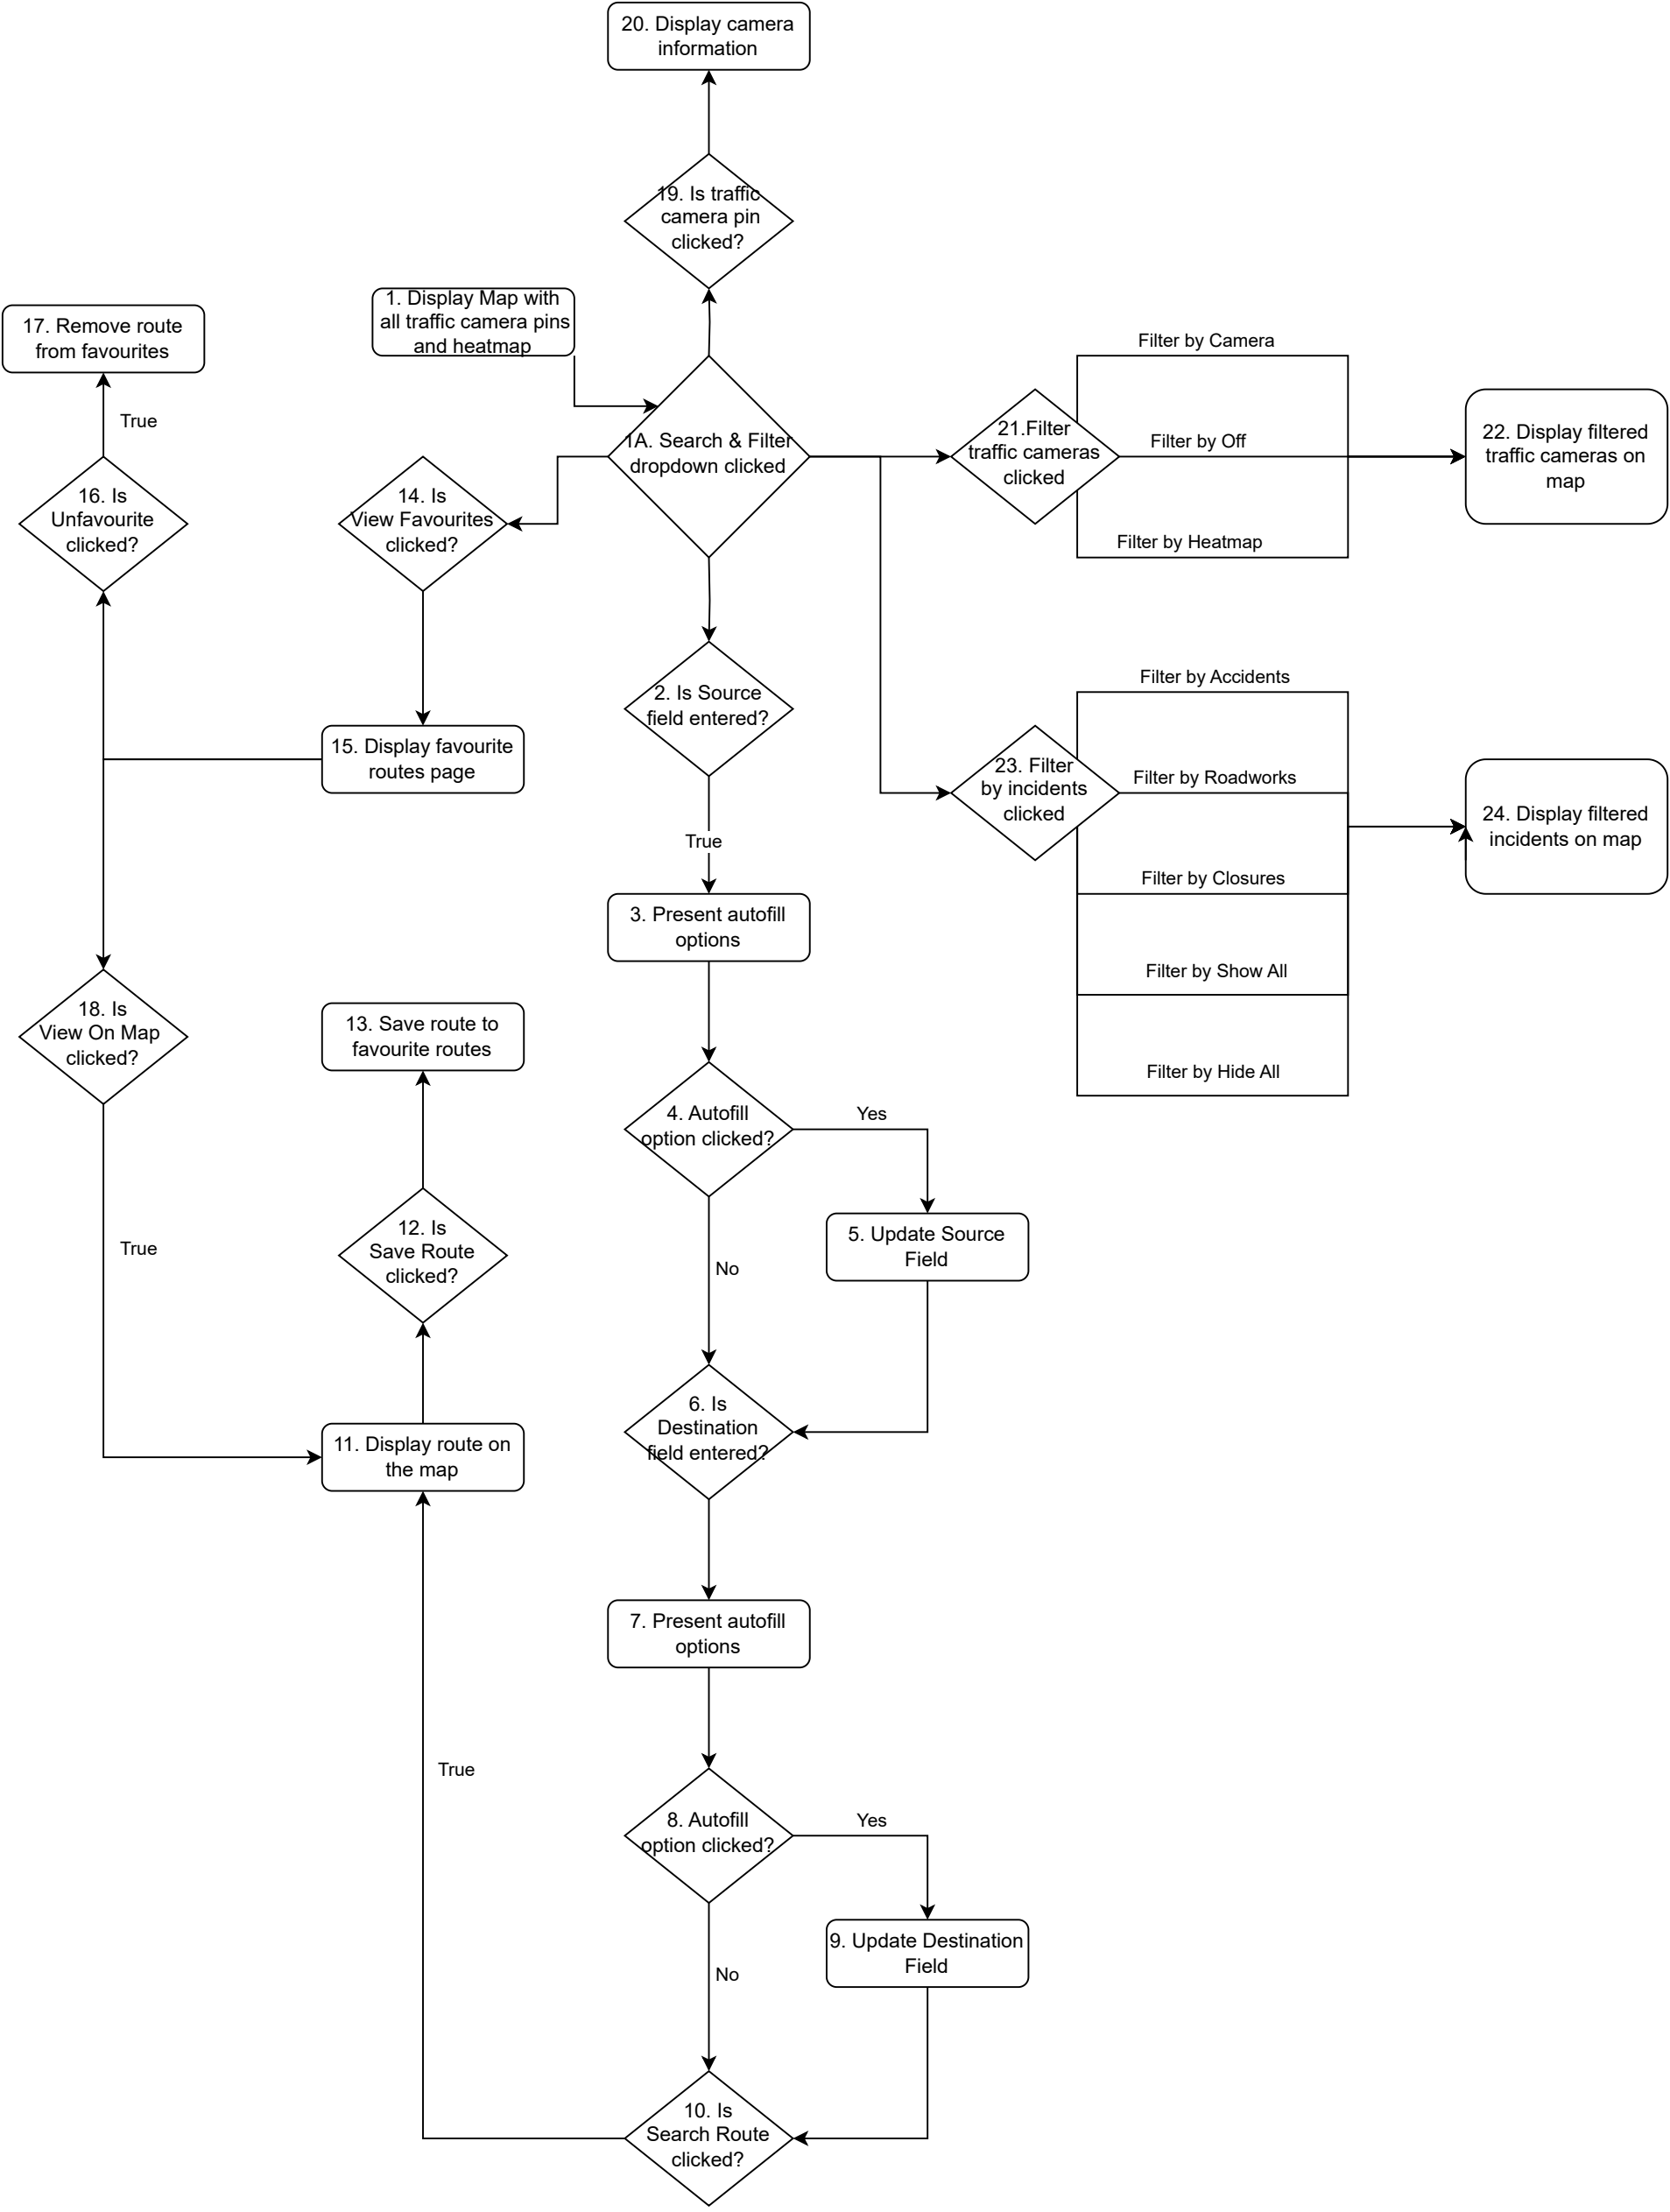 20. Display camera
information
19. Is traffic
camera pin
clicked?
1. Display Map with
all traffic camera pins
and heatmap
17. Remove route
from favourites
True
Filter by Camera
1A. Search & Filter
dropdown clicked
21.Filter
traffic cameras
clicked
Filter by Off
22. Display filtered
traffic cameras on
map
16. Is
Unfavourite
clicked?
14. Is
View Favourites
clicked?
Filter by Heatmap
2. Is Source
field entered?
Filter by Accidents
15. Display favourite
routes page
23. Filter
by incidents
clicked
Filter by Roadworks
24. Display filtered
incidents on map
True
Filter by Closures
3. Present autofill
options
Filter by Show All
18. Is
View On Map
clicked?
13. Save route to
favourite routes
Filter by Hide All
4. Autofill
option clicked?
Yes
12. Is
Save Route
clicked?
True
5. Update Source
Field
No
6. Is
Destination
field entered?
11. Display route on
the map
7. Present autofill
options
True
8. Autofill
option clicked?
Yes
9. Update Destination
Field
No
10. Is
Search Route
clicked?